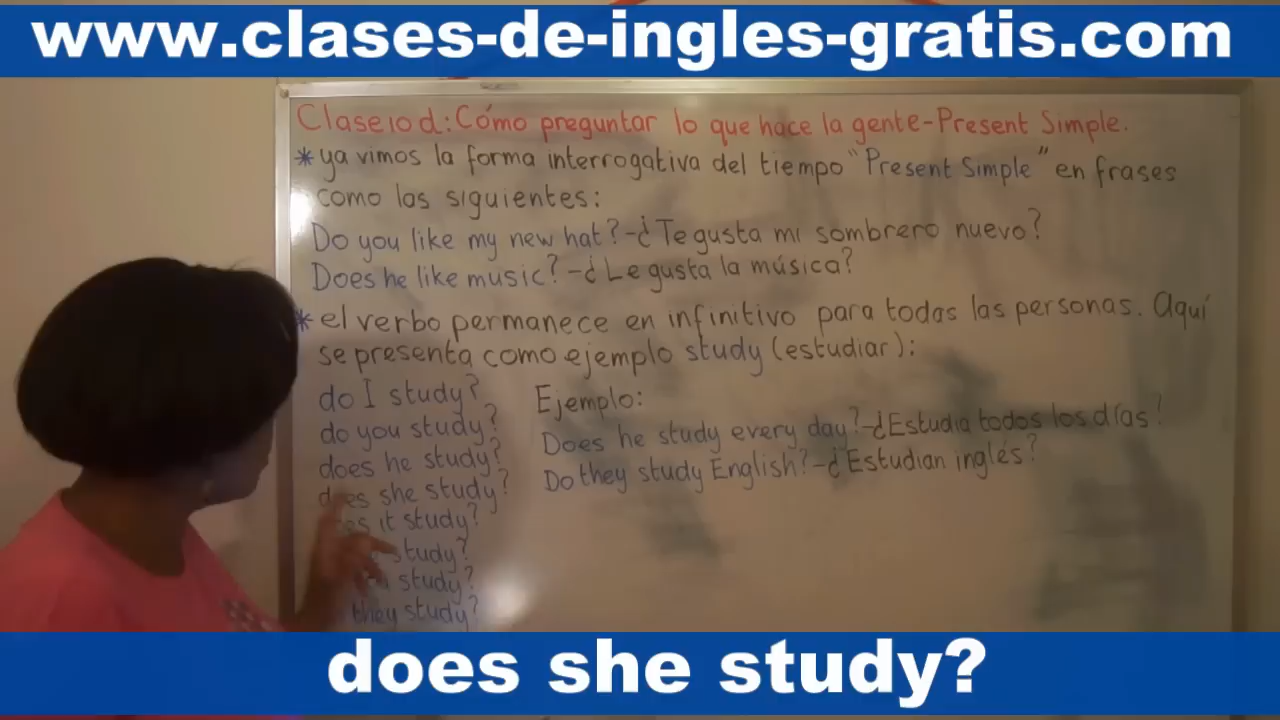 www.clases-de-ingles-gratis.com
Clase 10 d: Cómo preguntar lo que hace la gente-Present Simple.
* ya vimos la forma interrogativa del tiempo "Present Simple" en frases
como las siguientes:
Do you like my new hat? -¿Te gusta mi sombrero nuevo?
Does he like music? -¿Le gusta la música?
* el verbo permanece en infinitivo para todas las personas. Aquí
se presenta como ejemplo study (estudiar):
do I study?
do you study?
does he study?
does she study?
it study?
study?
study?
they study?
Ejemplo:
Does he study every day? -¿Estudia todos los días?
Do they study English? -¿Estudian inglés?
does she study?